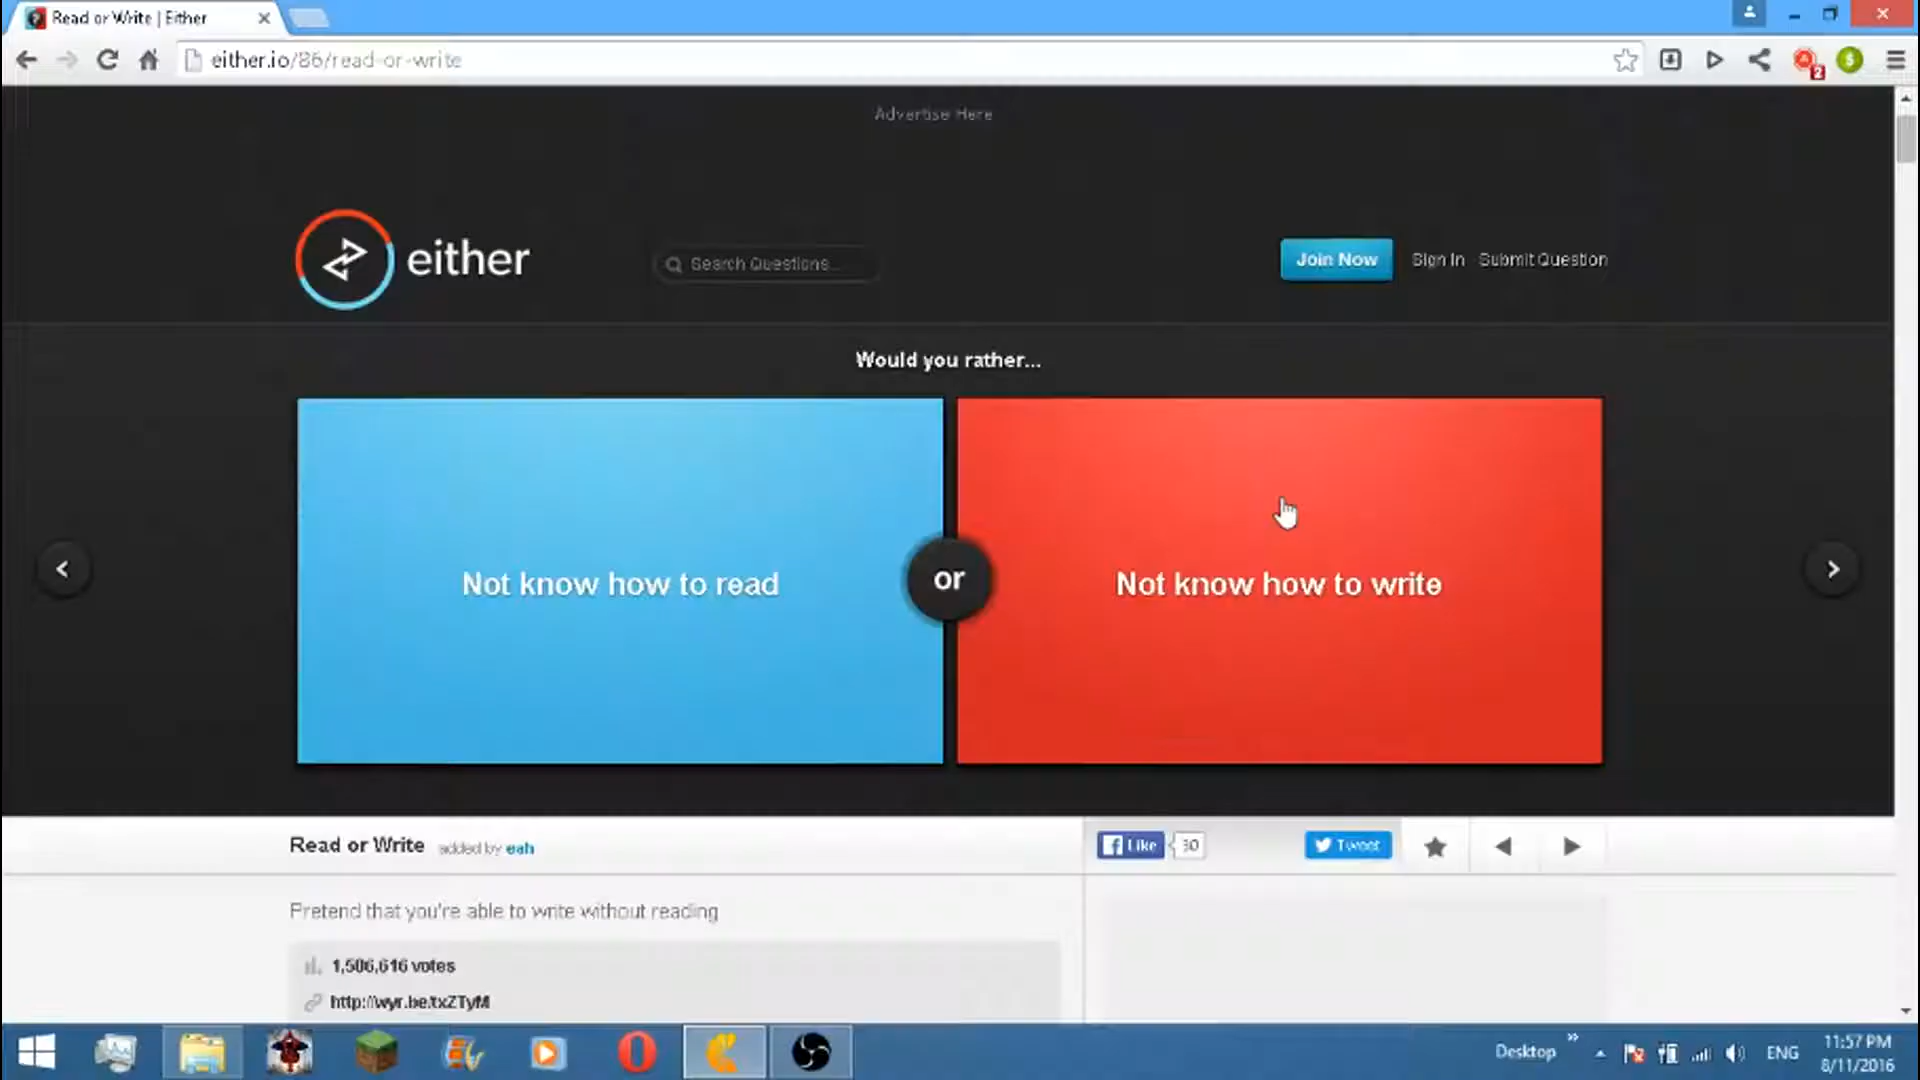 Read or Write | Either
either.io/86/read-or-write
2
$
Advertise Here
either
Search Questions...
Join Now
Sign In
Submit Question
Would you rather...
Not know how to read
or
Not know how to write
Read or Write added by eah
Like
30
Tweet
Pretend that you're able to write without reading
1,506,616 votes
http://wyr.be/txZTyM
Desktop
ENG
11:57 PM
8/11/2016